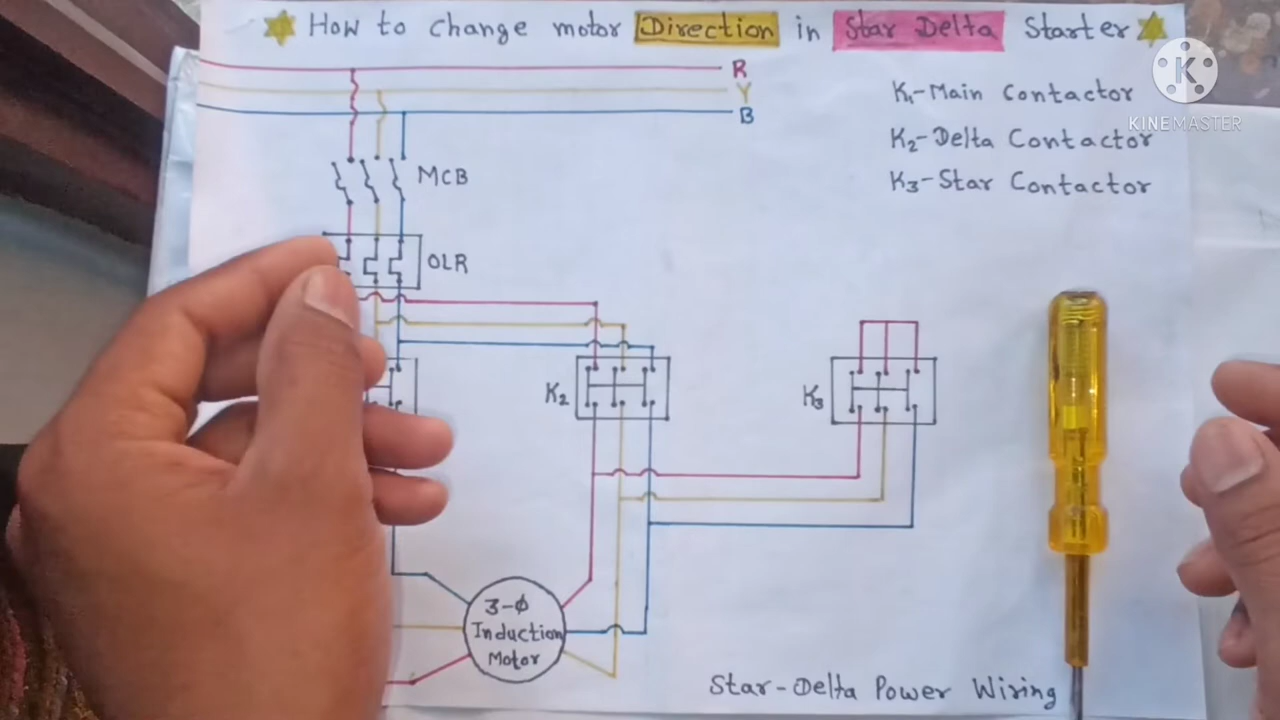 How to change motor Direction in Star Delta Starter
R
Y
B
K₁-Main Contactor
K₂-Delta Contactor
K₃-Star Contactor
K
KINEMASTER
MCB
OLR
K₂
K₃
3-Φ
Induction
Motor
Star-Delta Power Wiring